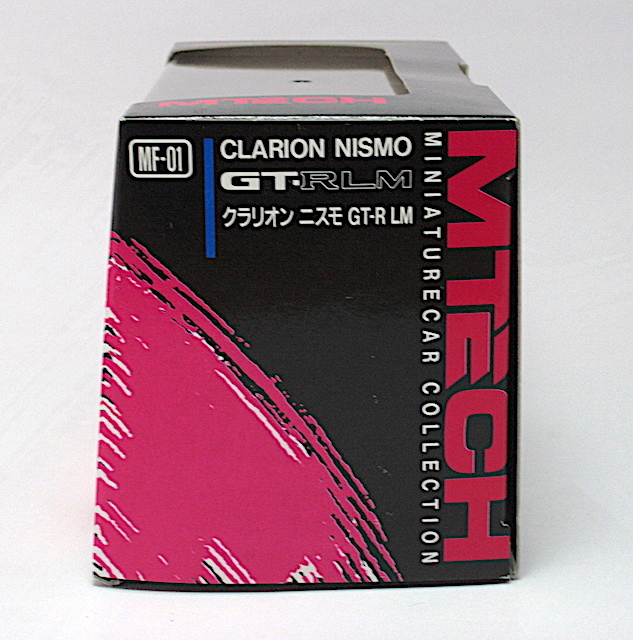 MTECH
MF-01
CLARION NISMO
GT-R LM
クラリオン ニスモ GT-R LM
MINIATURECAR COLLECTION
MTECH